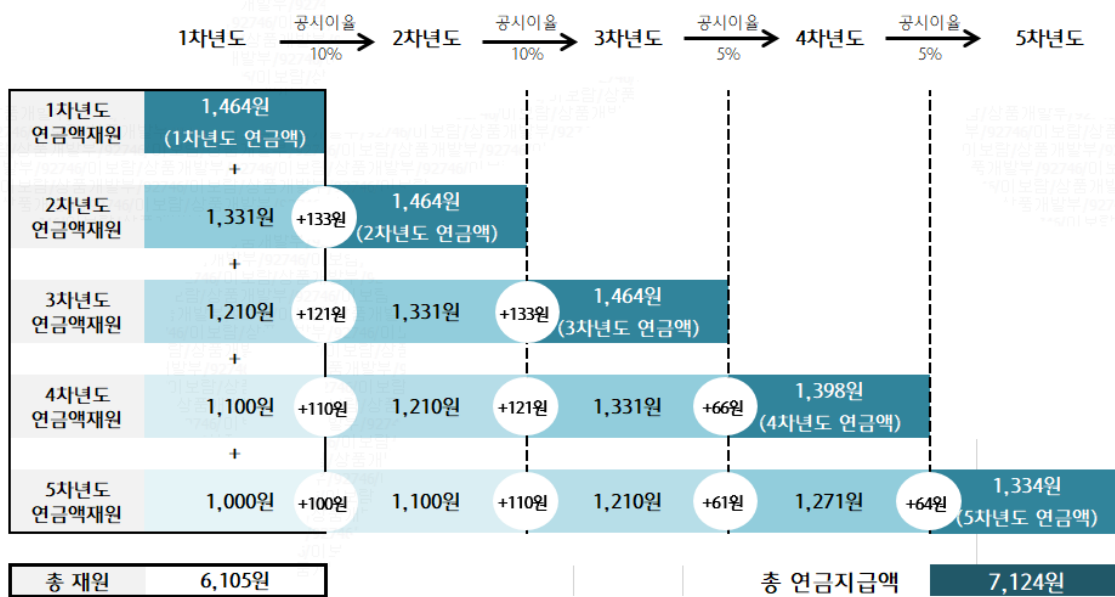 공시이율 공시이율 공시이율 공시이율
1차년도 2차년도 3차년도 4차년도 5차년도
10% 10% 5% 5%
1차년도
연금액재원
1,464원
(1차년도 연금액)
+
2차년도
연금액재원
1,331원
+133원
1,464원
(2차년도 연금액)
+
3차년도
연금액재원
1,210원
+121원
1,331원
+133원
1,464원
(3차년도 연금액)
+
4차년도
연금액재원
1,100원
+110원
1,210원
+121원
1,331원
+66원
1,398원
(4차년도 연금액)
+
5차년도
연금액재원
1,000원
+100원
1,100원
+110원
1,210원
+61원
1,271원
+64원
1,334원
(5차년도 연금액)
총 재원 6,105원 총 연금지급액 7,124원